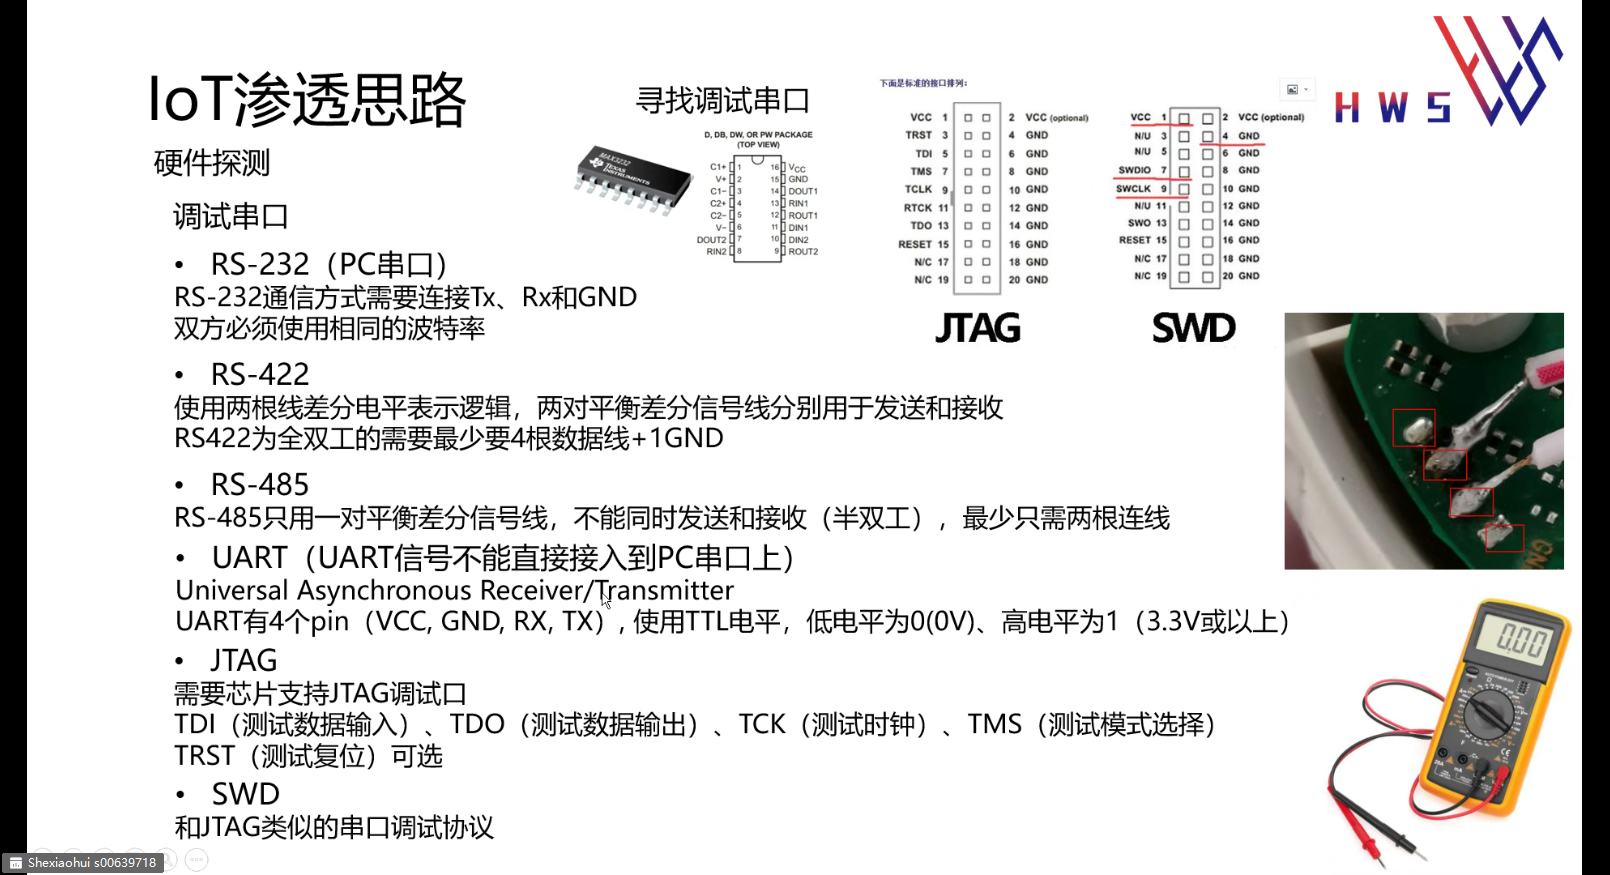 IoT渗透思路
硬件探测
调试串口
• RS-232（PC串口）
RS-232通信方式需要连接Tx、Rx和GND
双方必须使用相同的波特率
• RS-422
使用两根线差分电平表示逻辑，两对平衡差分信号线分别用于发送和接收
RS422为全双工的需要最少要4根数据线+1GND
• RS-485
RS-485只用一对平衡差分信号线，不能同时发送和接收（半双工），最少只需两根连线
• UART（UART信号不能直接接入到PC串口上）
Universal Asynchronous Receiver/Transmitter
UART有4个pin（VCC, GND, RX, TX）, 使用TTL电平，低电平为0(0V)、高电平为1（3.3V或以上）
• JTAG
需要芯片支持JTAG调试口
TDI（测试数据输入）、TDO（测试数据输出）、TCK（测试时钟）、TMS（测试模式选择）
TRST（测试复位）可选
• SWD
和JTAG类似的串口调试协议
寻找调试串口
MAX3232
TEXAS
INSTRUMENTS
D, DB, DW, OR PW PACKAGE
(TOP VIEW)
C1+ 1 16 VCC
V+ 2 15 GND
C1− 3 14 DOUT1
C2+ 4 13 RIN1
C2− 5 12 ROUT1
V− 6 11 DIN1
DOUT2 7 10 DIN2
RIN2 8 9 ROUT2
下面是标准的接口排列：
VCC 1 2 VCC (optional)
TRST 3 4 GND
TDI 5 6 GND
TMS 7 8 GND
TCLK 9 10 GND
RTCK 11 12 GND
TDO 13 14 GND
RESET 15 16 GND
N/C 17 18 GND
N/C 19 20 GND
JTAG
VCC 1 2 VCC (optional)
N/U 3 4 GND
N/U 5 6 GND
SWDIO 7 8 GND
SWCLK 9 10 GND
N/U 11 12 GND
SWO 13 14 GND
RESET 15 16 GND
N/C 17 18 GND
N/C 19 20 GND
SWD
HWS
0.00
Shexiaohui s00639718